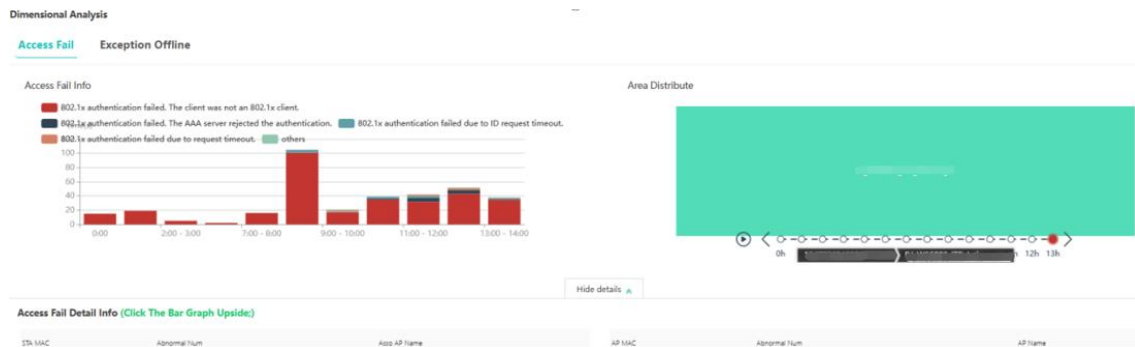 Dimensional Analysis
Access Fail Exception Offline
Access Fail Info
802.1x authentication failed. The client was not an 802.1x client.
802.1x authentication failed. The AAA server rejected the authentication. 802.1x authentication failed due to ID request timeout.
802.1x authentication failed due to request timeout. others
100
80
60
40
20
0
0:00 2:00 - 3:00 7:00 - 8:00 9:00 - 10:00 11:00 - 12:00 13:00 - 14:00
Area Distribute
0h 12h 13h
Hide details
Access Fail Detail Info (Click The Bar Graph Upside;)
STA MAC Abnormal Num Asso AP Name AP MAC Abnormal Num AP Name